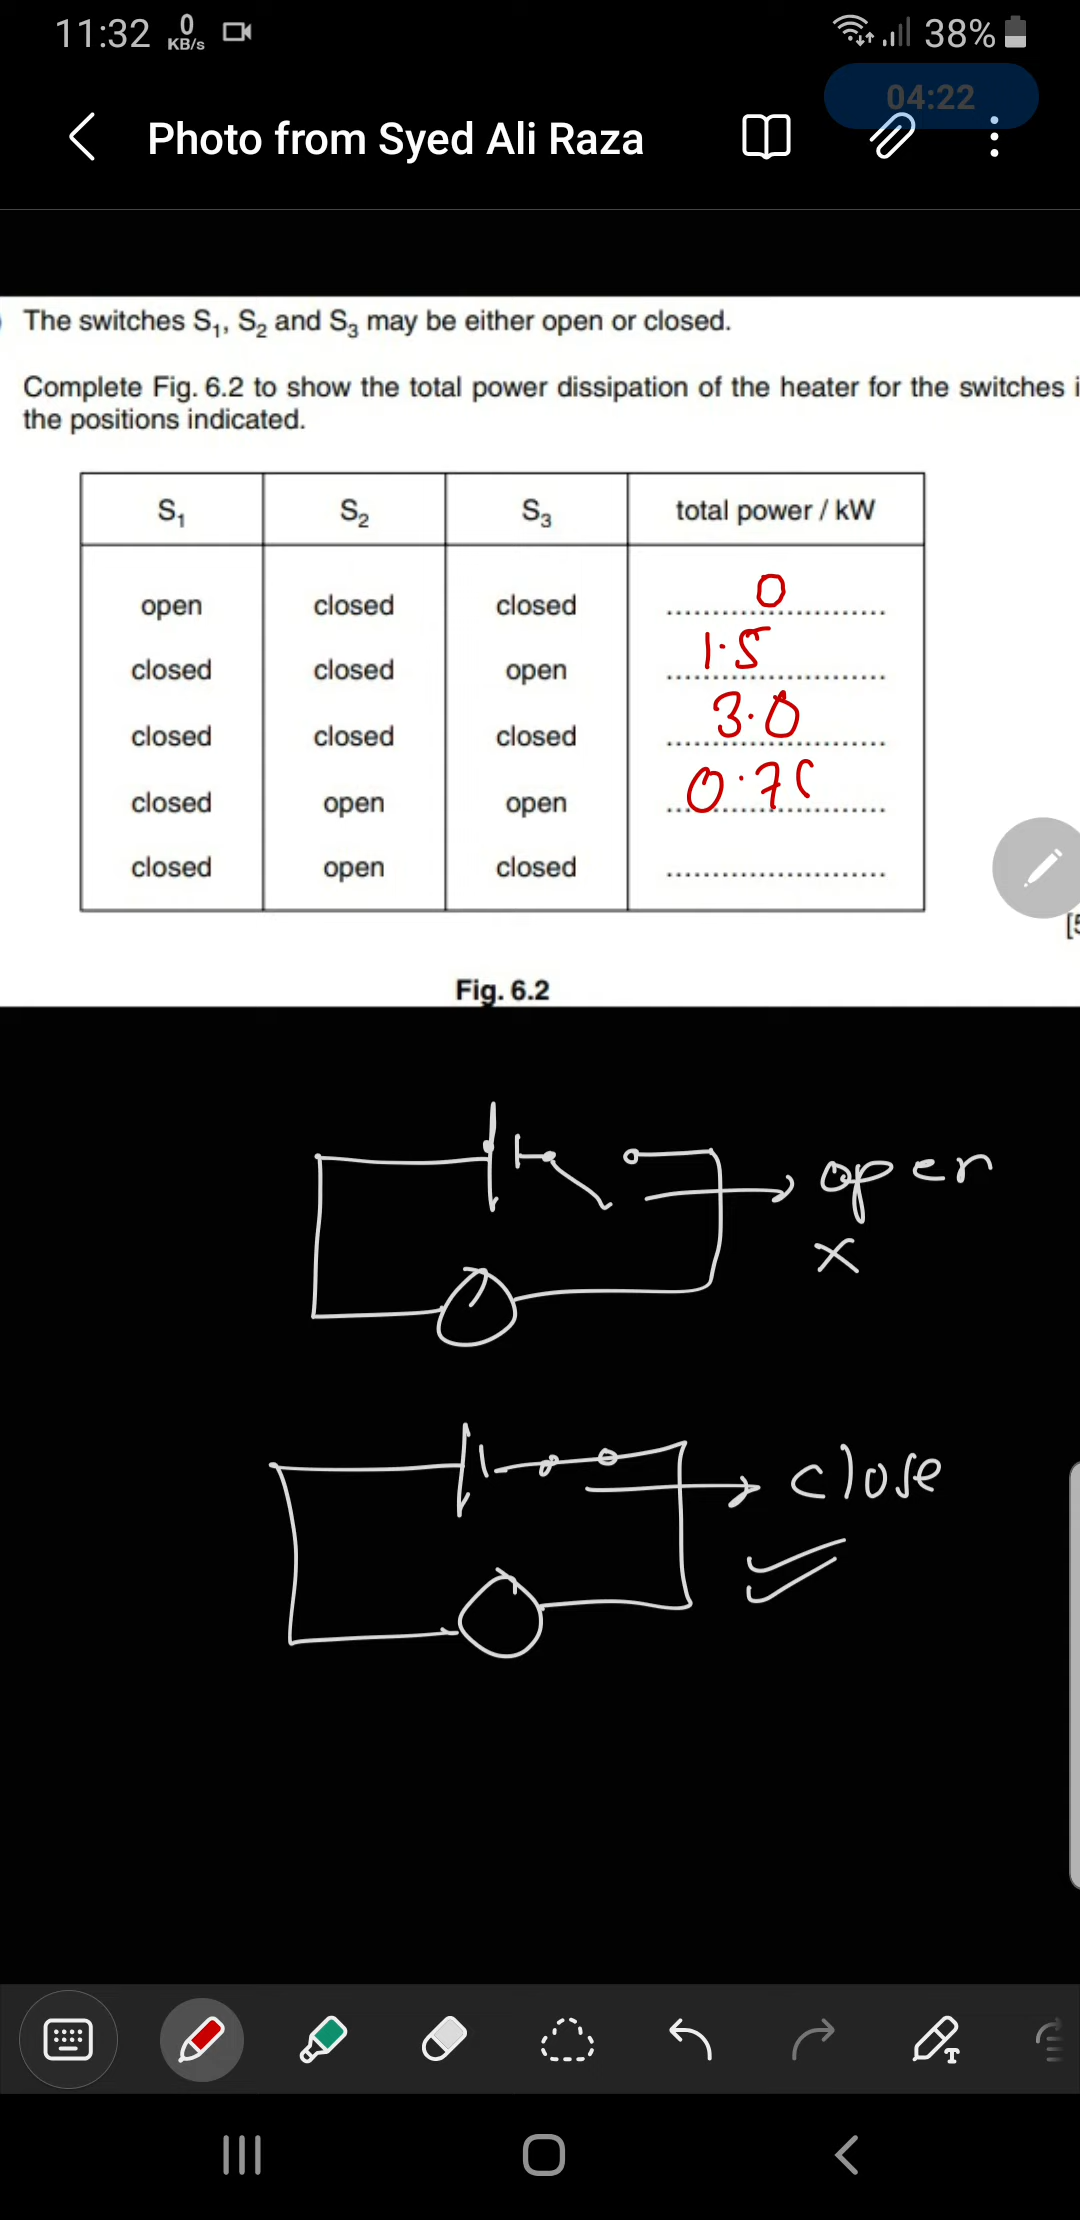 11:32 0 KB/s 38%
04:22
Photo from Syed Ali Raza
The switches S₁, S₂ and S₃ may be either open or closed.
Complete Fig. 6.2 to show the total power dissipation of the heater for the switches i
the positions indicated.
S₁ S₂ S₃ total power / kW
open closed closed 0
closed closed open 1.5
closed closed closed 3.0
closed open open 0.7
closed open closed
[5
Fig. 6.2
open
x
close
T